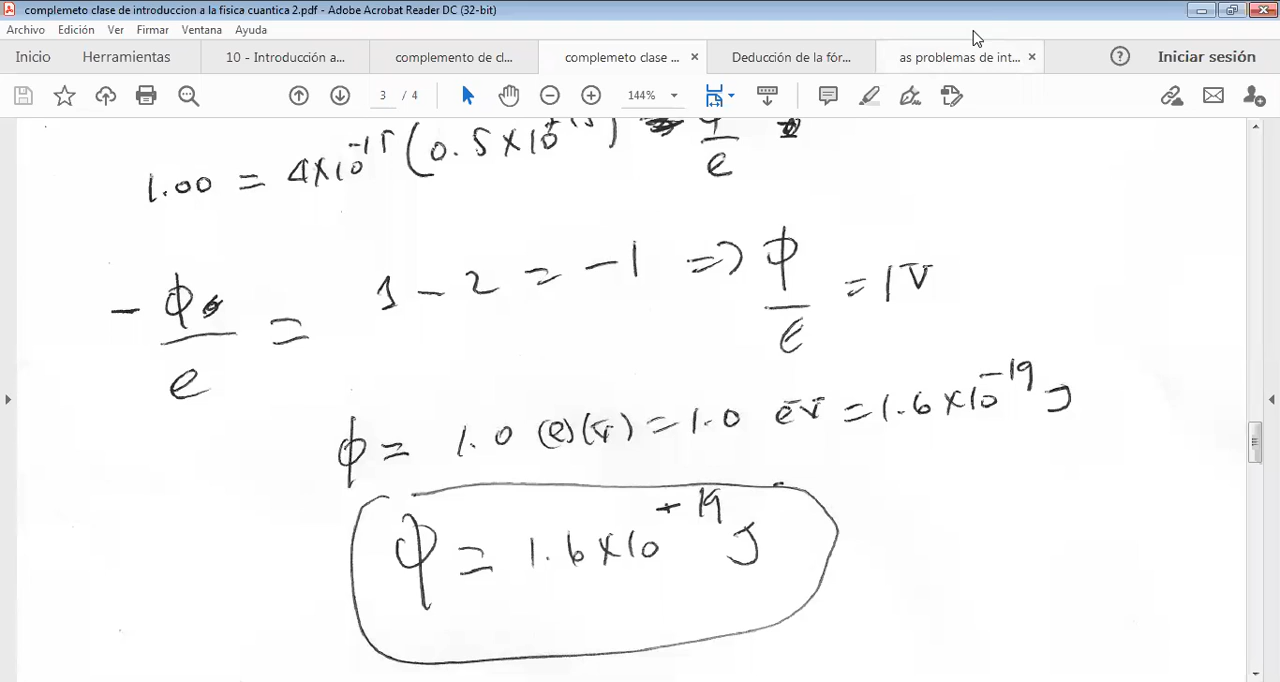 complemeto clase de introduccion a la fisica cuantica 2.pdf - Adobe Acrobat Reader DC (32-bit)
Archivo Edición Ver Firmar Ventana Ayuda
Inicio Herramientas 10 - Introducción a... complemento de cl... complemeto clase ... Deducción de la fór... as problemas de int... Iniciar sesión
3 / 4 144%
1.00 = 4x10^-15 (0.5x10^15) φ/e
-φ/e = 1 - 2 = -1 => φ/e = 1V
φ = 1.0 (e)(V) = 1.0 eV = 1.6x10^-19 J
φ = 1.6x10^-19 J